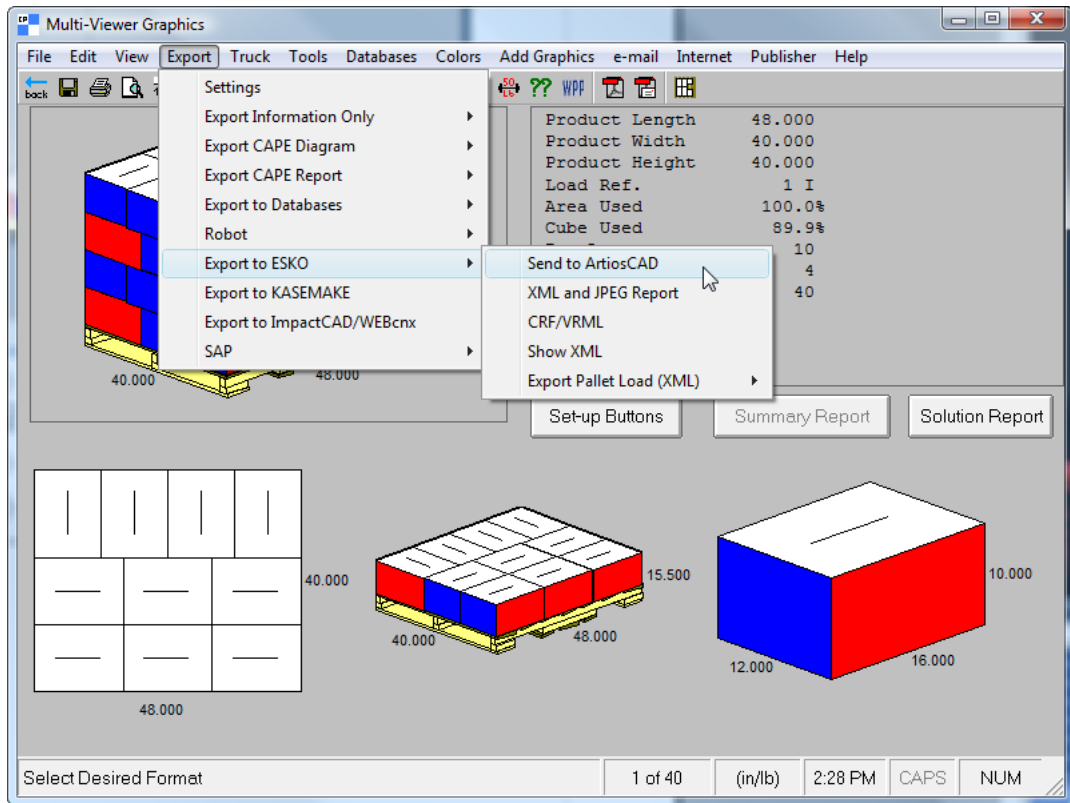 CP Multi-Viewer Graphics
File Edit View Export Truck Tools Databases Colors Add Graphics e-mail Internet Publisher Help
back 50 Lb ?? WPP
Settings
Export Information Only
Export CAPE Diagram
Export CAPE Report
Export to Databases
Robot
Export to ESKO
Export to KASEMAKE
Export to ImpactCAD/WEBcnx
SAP
Send to ArtiosCAD
XML and JPEG Report
CRF/VRML
Show XML
Export Pallet Load (XML)
Product Length 48.000
Product Width 40.000
Product Height 40.000
Load Ref. 1 I
Area Used 100.0%
Cube Used 89.9%
10
4
40
40.000 48.000
Set-up Buttons Summary Report Solution Report
40.000
48.000
15.500
40.000 48.000
10.000
12.000 16.000
Select Desired Format 1 of 40 (in/lb) 2:28 PM CAPS NUM